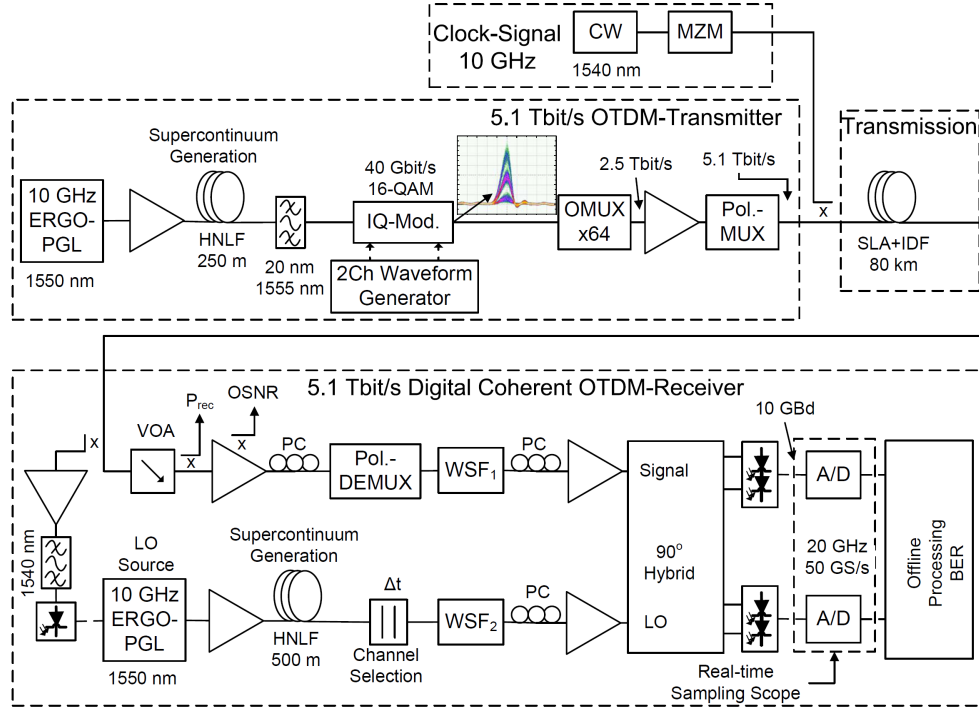 Clock-Signal
10 GHz
CW
MZM
1540 nm
5.1 Tbit/s OTDM-Transmitter
Transmission
Supercontinuum
Generation
10 GHz
ERGO-
PGL
1550 nm
HNLF
250 m
20 nm
1555 nm
40 Gbit/s
16-QAM
IQ-Mod.
2Ch Waveform
Generator
2.5 Tbit/s
5.1 Tbit/s
OMUX
x64
Pol.-
MUX
x
SLA+IDF
80 km
5.1 Tbit/s Digital Coherent OTDM-Receiver
x
VOA
Prec
x
OSNR
x
PC
Pol.-
DEMUX
WSF1
PC
Signal
90o
Hybrid
LO
10 GBd
A/D
20 GHz
50 GS/s
A/D
Offline
Processing
BER
1540 nm
LO
Source
10 GHz
ERGO-
PGL
1550 nm
Supercontinuum
Generation
HNLF
500 m
Δt
Channel
Selection
WSF2
PC
Real-time
Sampling Scope